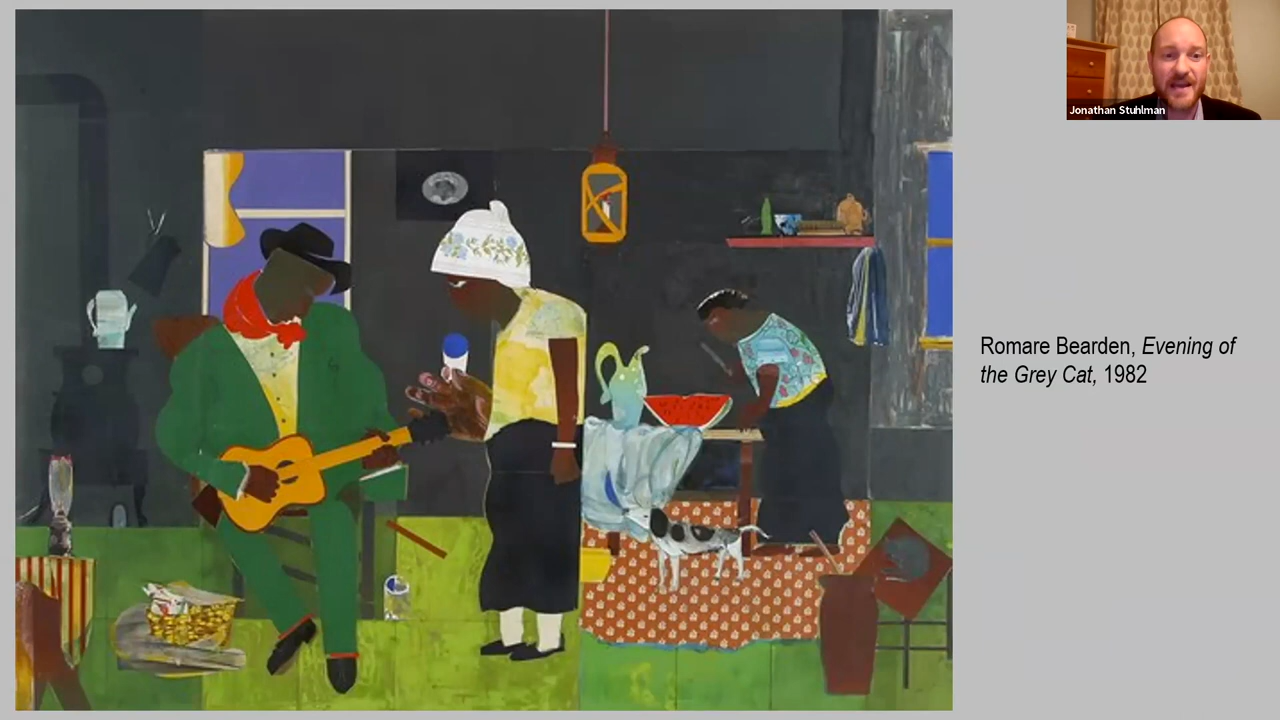 Jonathan Stuhlman
Romare Bearden, Evening of
the Grey Cat, 1982